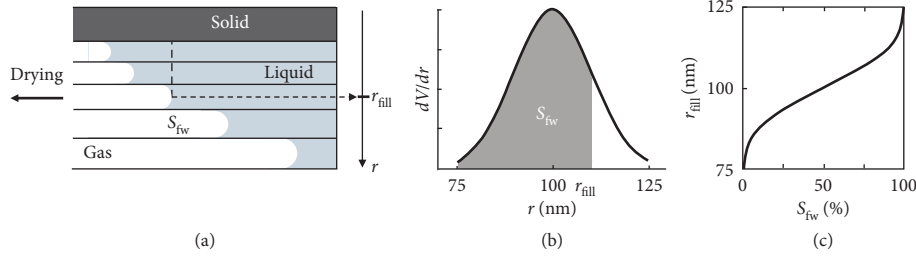 Solid
Liquid
Drying
r_fill
S_fw
Gas
r
(a)
dV/dr
S_fw
75
100
r_fill
125
r (nm)
(b)
r_fill (nm)
125
100
75
0
50
100
S_fw (%)
(c)